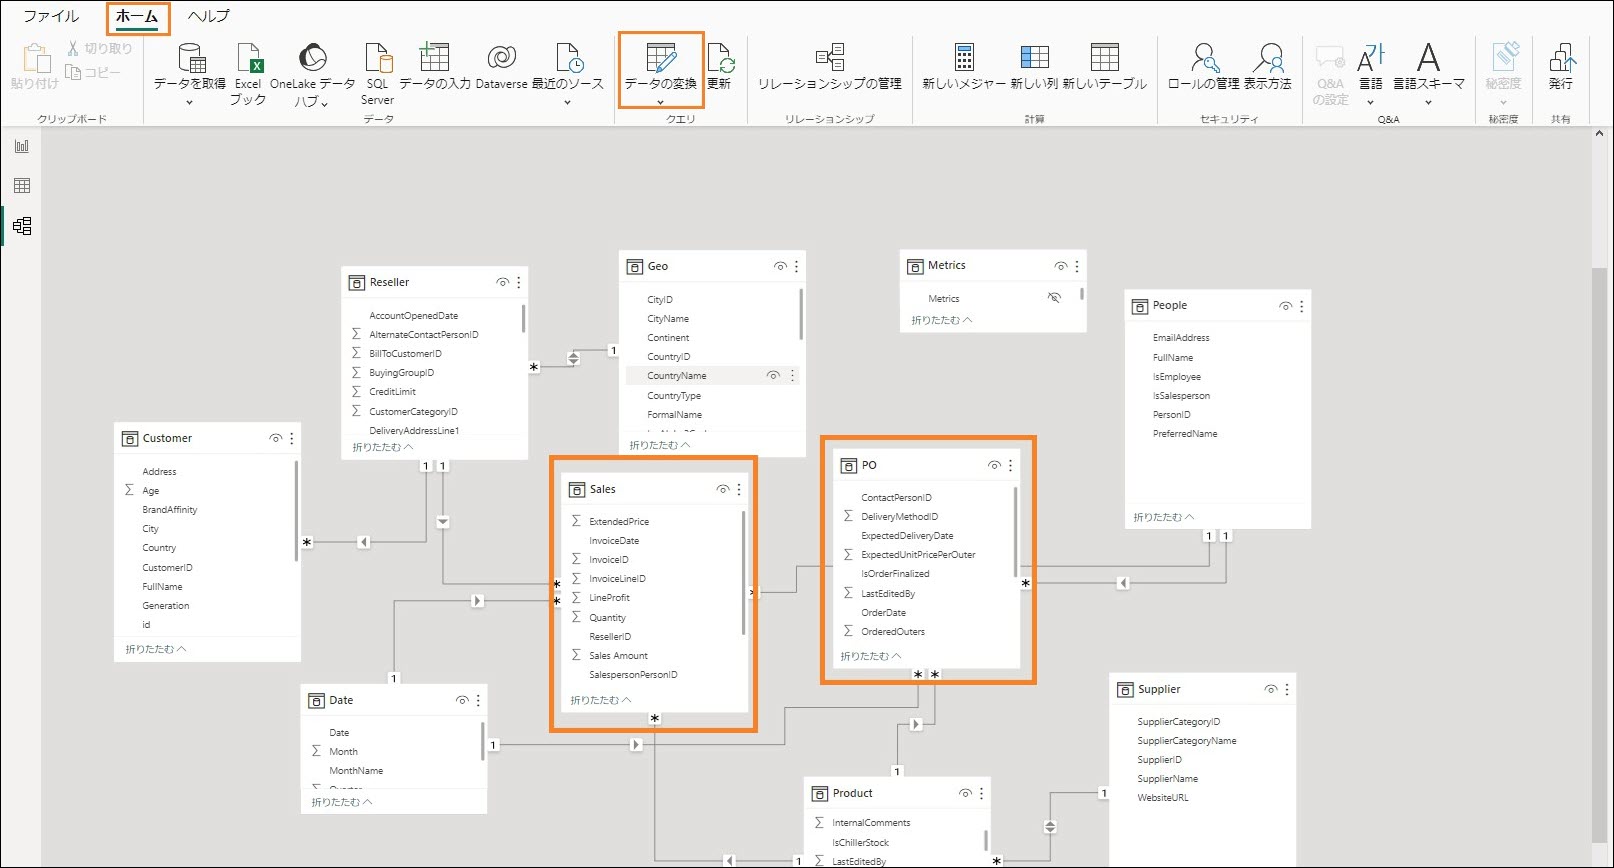 ファイル ホーム ヘルプ
貼り付け
切り取り
コピー
クリップボード
データを取得
Excel
ブック
OneLake データ
ハブ
SQL
Server
データの入力
Dataverse
最近のソース
データ
データの変換
更新
クエリ
リレーションシップの管理
リレーションシップ
新しいメジャー
新しい列
新しいテーブル
計算
ロールの管理
表示方法
セキュリティ
Q&A
の設定
言語
言語スキーマ
Q&A
秘密度
秘密度
発行
共有
Reseller
AccountOpenedDate
AlternateContactPersonID
BillToCustomerID
BuyingGroupID
CreditLimit
CustomerCategoryID
DeliveryAddressLine1
折りたたむ
Geo
CityID
CityName
Continent
CountryID
CountryName
CountryType
FormalName
折りたたむ
Metrics
Metrics
折りたたむ
People
EmailAddress
FullName
IsEmployee
IsSalesperson
PersonID
PreferredName
折りたたむ
Customer
Address
Age
BrandAffinity
City
Country
CustomerID
FullName
Generation
id
折りたたむ
Sales
ExtendedPrice
InvoiceDate
InvoiceID
InvoiceLineID
LineProfit
Quantity
ResellerID
Sales Amount
SalespersonPersonID
折りたたむ
PO
ContactPersonID
DeliveryMethodID
ExpectedDeliveryDate
ExpectedUnitPricePerOuter
IsOrderFinalized
LastEditedBy
OrderDate
OrderedOuters
折りたたむ
Date
Date
Month
MonthName
折りたたむ
Product
InternalComments
IsChillerStock
LastEditedBy
Supplier
SupplierCategoryID
SupplierCategoryName
SupplierID
SupplierName
WebsiteURL
1
*
1 1
*
*
*
*
*
1 1
*
1
*
* *
1
1
1
*
1